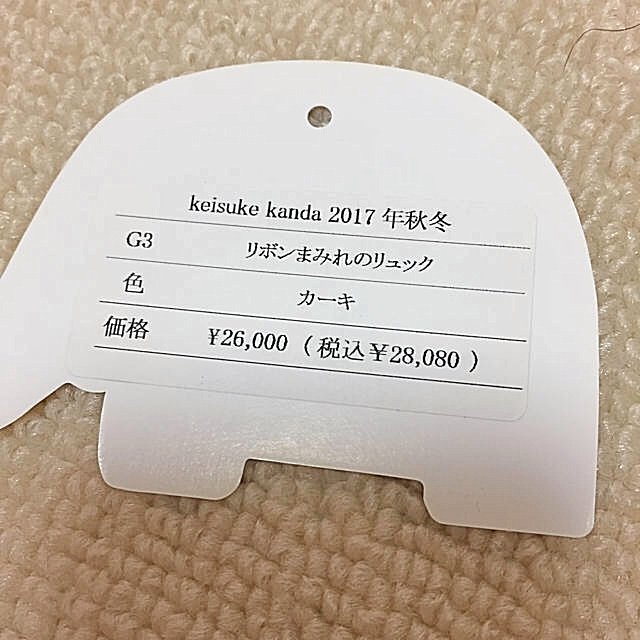 keisuke kanda 2017 年秋冬
G3 リボンまみれのリュック
色 カーキ
価格 ¥26,000 ( 税込¥28,080 )